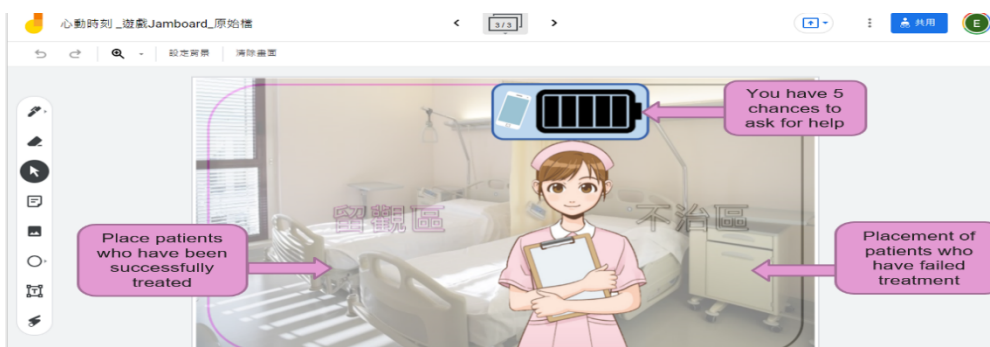 心動時刻_遊戲Jamboard_原始檔
3/3
共用
E
設定背景
清除畫面
You have 5
chances to
ask for help
留觀區
不治區
Place patients
who have been
successfully
treated
Placement of
patients who
have failed
treatment